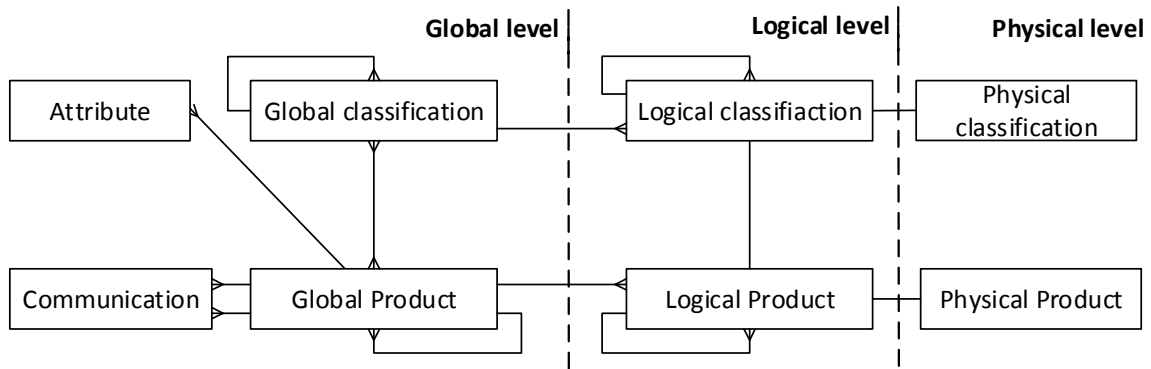 Global level
Logical level
Physical level
Attribute
Global classification
Logical classifiaction
Physical
classification
Communication
Global Product
Logical Product
Physical Product